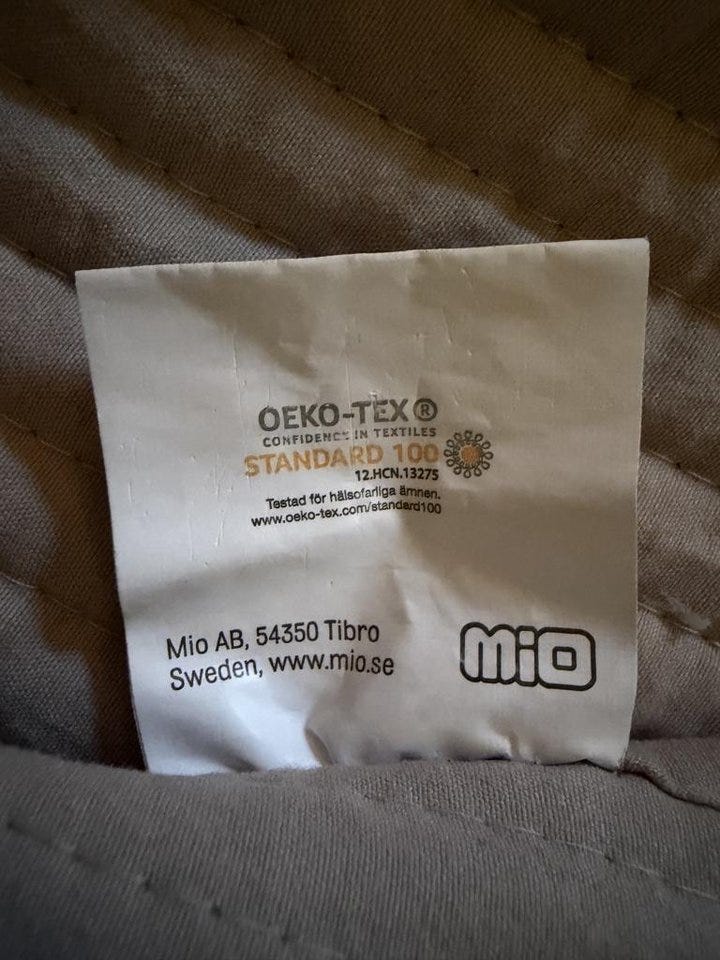 OEKO-TEX®
CONFIDENCE IN TEXTILES
STANDARD 100
12.HCN.13275
Testad för hälsofarliga ämnen.
www.oeko-tex.com/standard100
Mio AB, 54350 Tibro
Sweden, www.mio.se
MiO